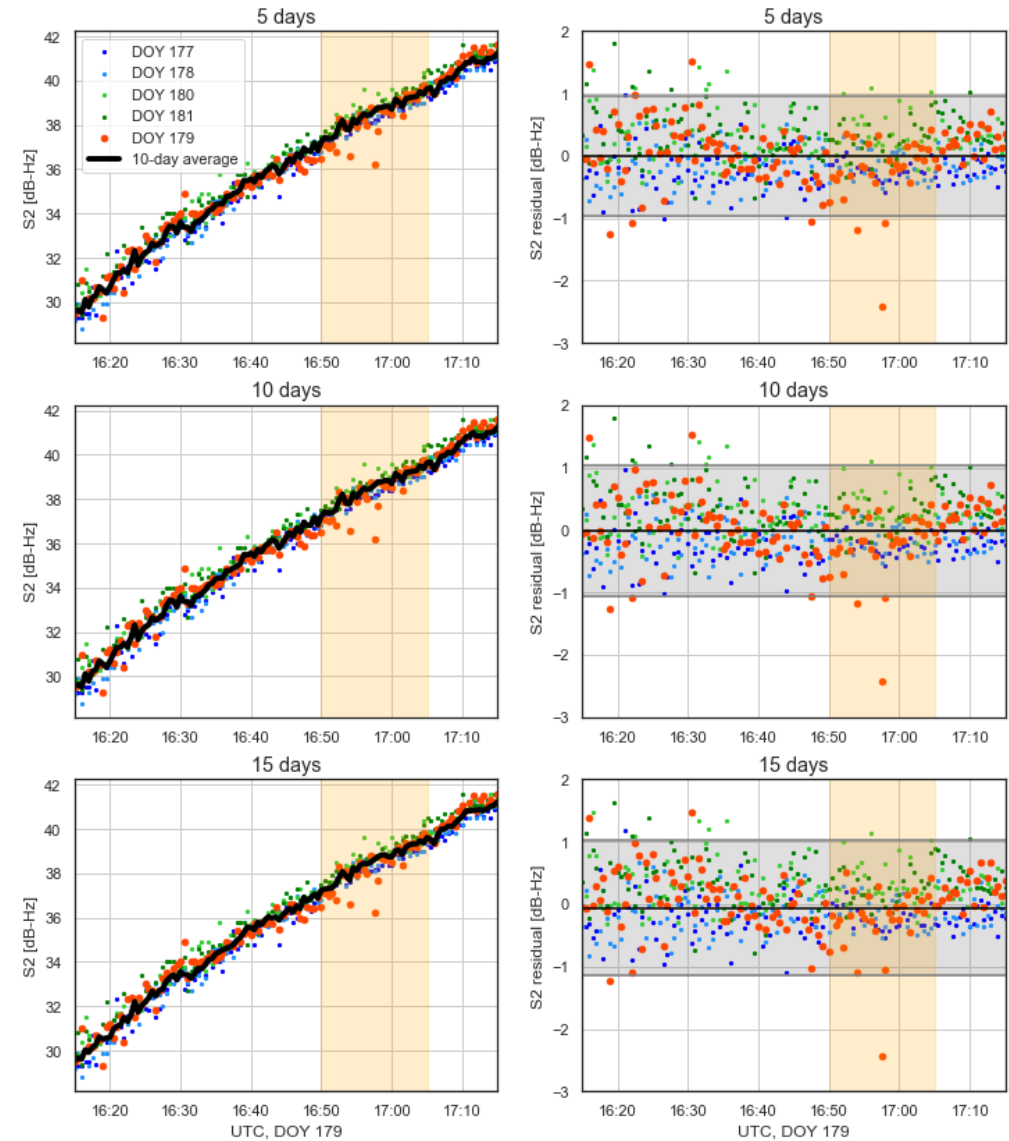 5 days
42
40
38
36
34
32
30
S2 [dB-Hz]
DOY 177
DOY 178
DOY 180
DOY 181
DOY 179
10-day average
16:20 16:30 16:40 16:50 17:00 17:10
5 days
2
1
0
−1
−2
−3
S2 residual [dB-Hz]
16:20 16:30 16:40 16:50 17:00 17:10
10 days
42
40
38
36
34
32
30
S2 [dB-Hz]
16:20 16:30 16:40 16:50 17:00 17:10
10 days
2
1
0
−1
−2
−3
S2 residual [dB-Hz]
16:20 16:30 16:40 16:50 17:00 17:10
15 days
42
40
38
36
34
32
30
S2 [dB-Hz]
16:20 16:30 16:40 16:50 17:00 17:10
UTC, DOY 179
15 days
2
1
0
−1
−2
−3
S2 residual [dB-Hz]
16:20 16:30 16:40 16:50 17:00 17:10
UTC, DOY 179